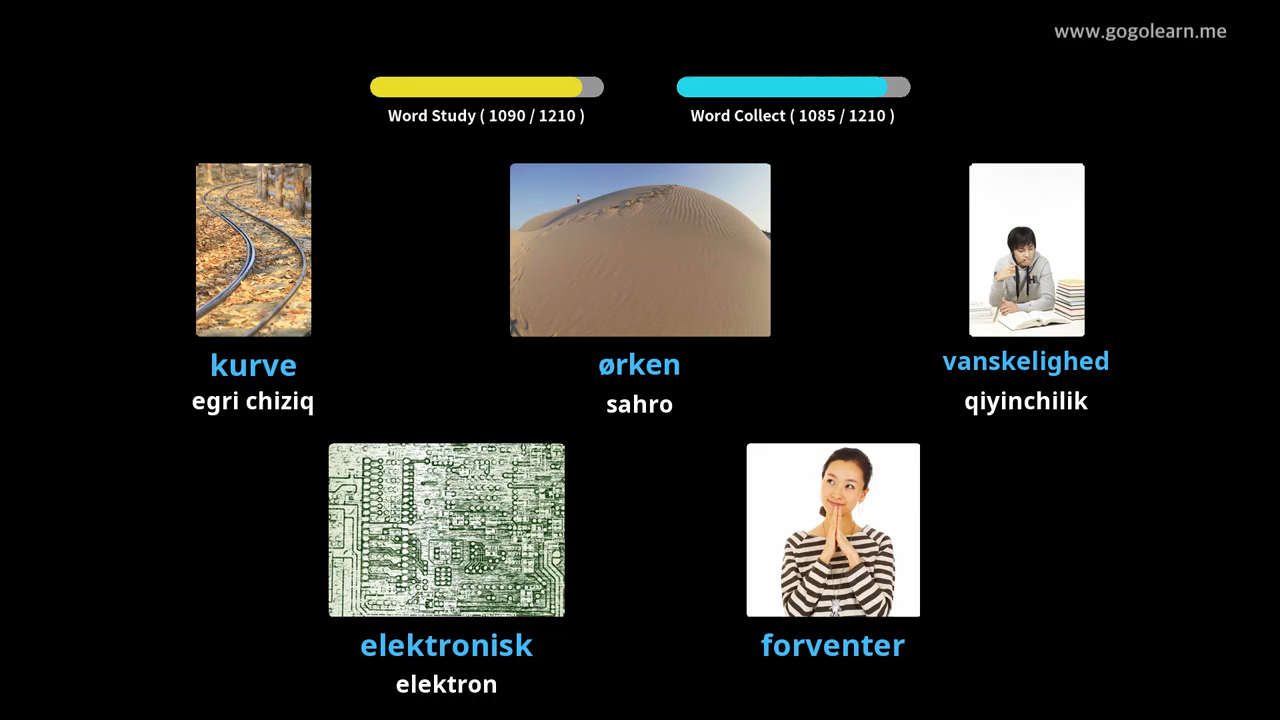 www.gogolearn.me
Word Study ( 1090 / 1210 )
Word Collect ( 1085 / 1210 )
kurve
egri chiziq
ørken
sahro
vanskelighed
qiyinchilik
elektronisk
elektron
forventer